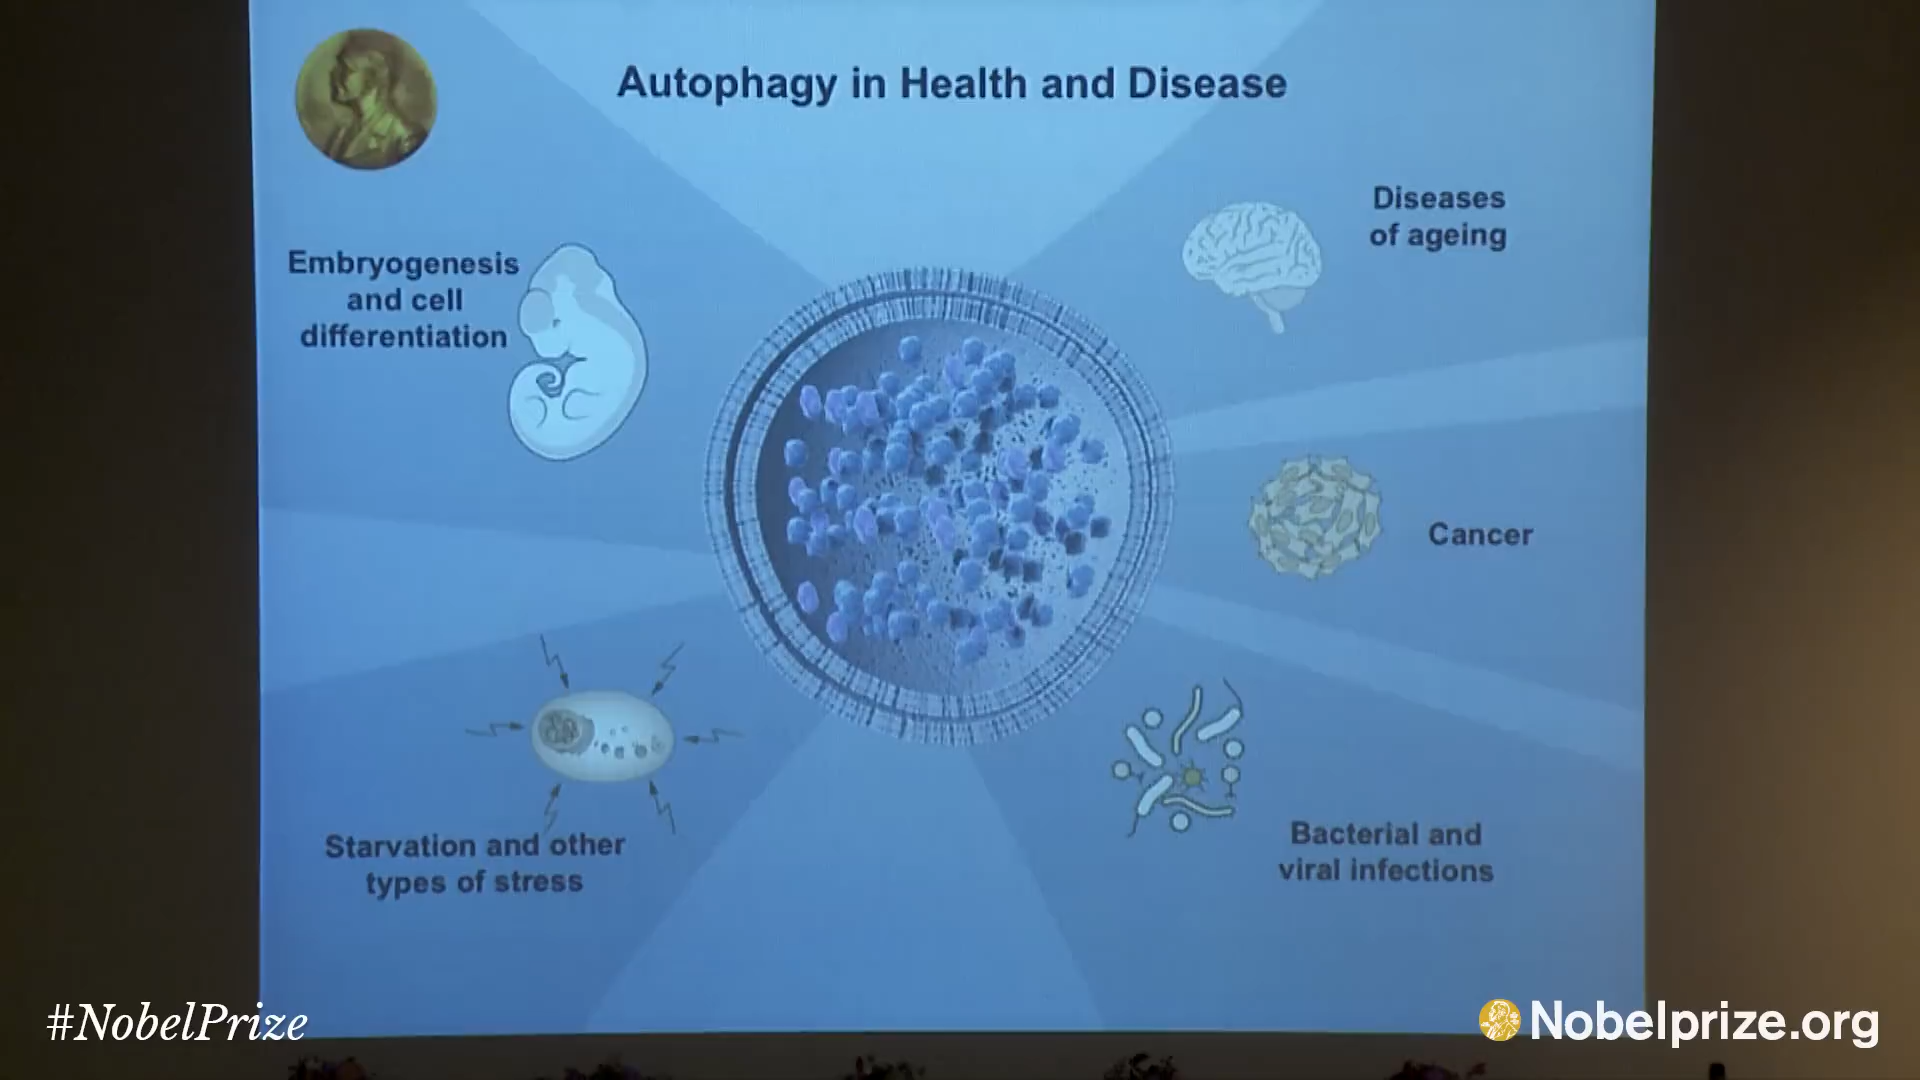 Autophagy in Health and Disease
Embryogenesis
and cell
differentiation
Diseases
of ageing
Cancer
Starvation and other
types of stress
Bacterial and
viral infections
#NobelPrize
Nobelprize.org